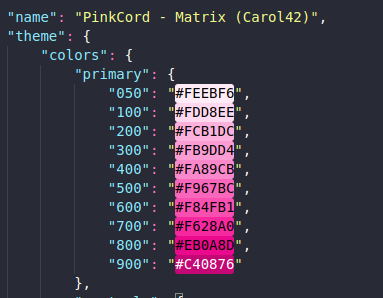 "name": "PinkCord - Matrix (Carol42)",
"theme": {
"colors": {
"primary": {
"050": "#FEEBF6",
"100": "#FDD8EE",
"200": "#FCB1DC",
"300": "#FB9DD4",
"400": "#FA89CB",
"500": "#F967BC",
"600": "#F84FB1",
"700": "#F628A0",
"800": "#EB0A8D",
"900": "#C40876"
},